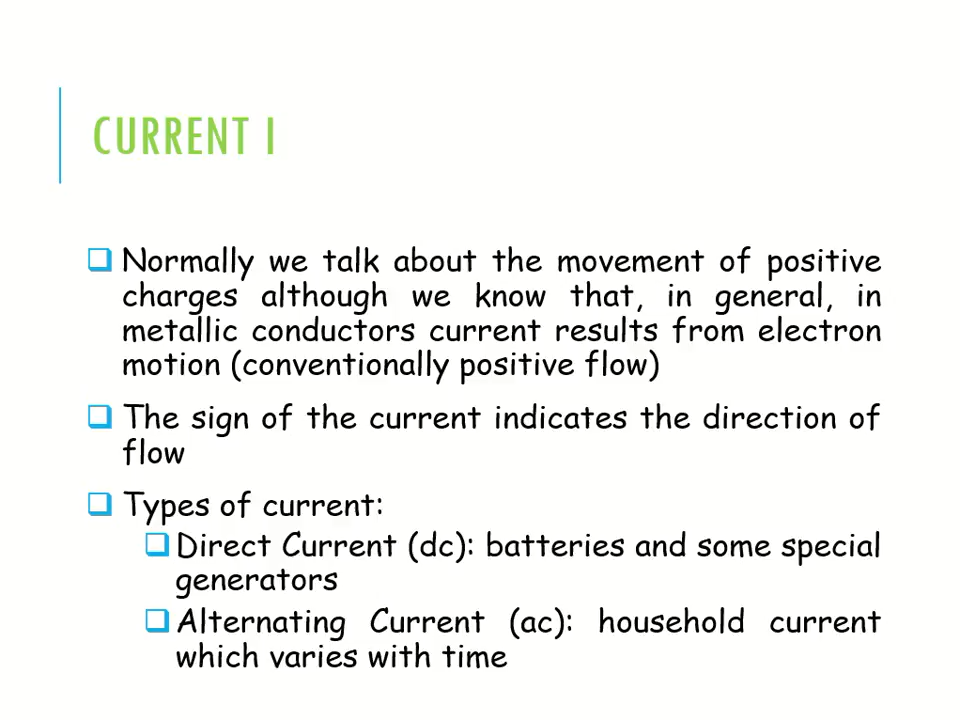 CURRENT I
Normally we talk about the movement of positive
charges although we know that, in general, in
metallic conductors current results from electron
motion (conventionally positive flow)
The sign of the current indicates the direction of
flow
Types of current:
Direct Current (dc): batteries and some special
generators
Alternating Current (ac): household current
which varies with time